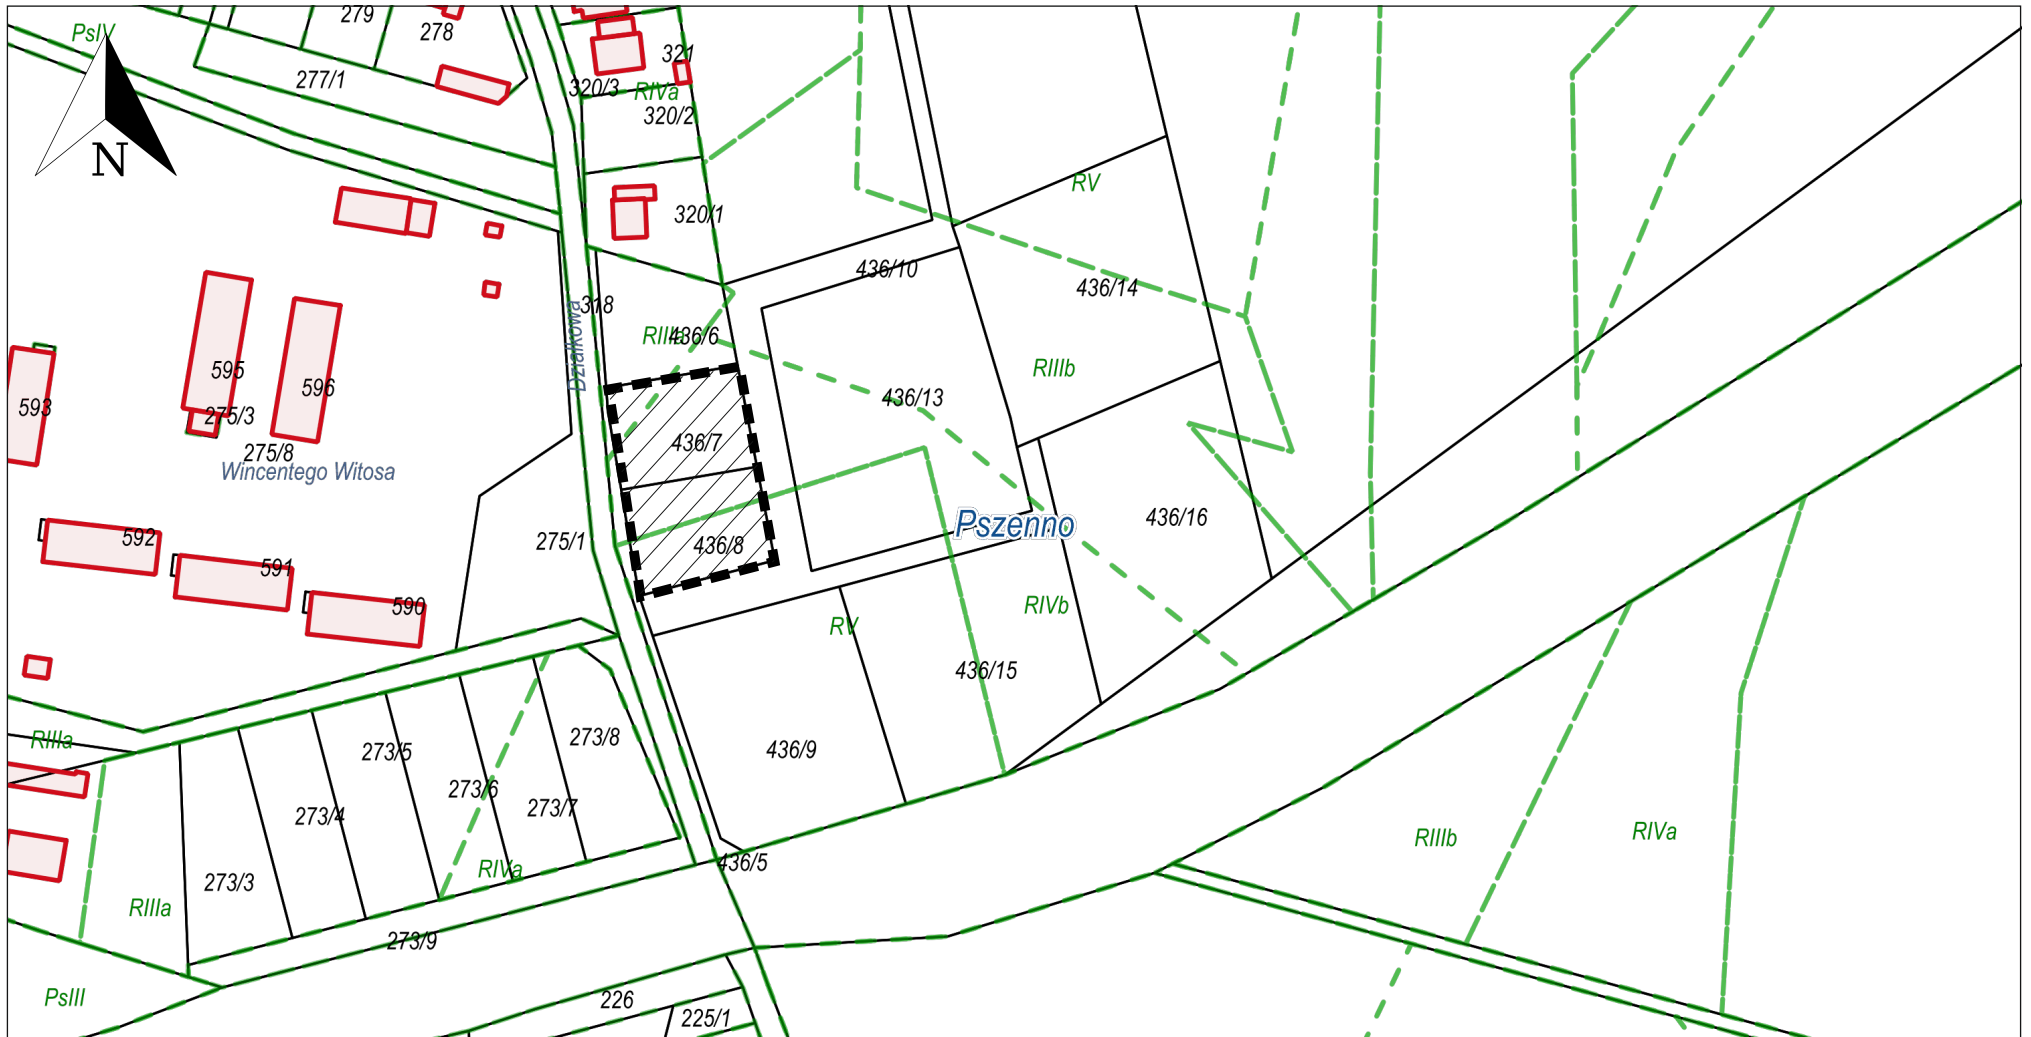 279
278
PsIV
277/1
321
320/3
RIVa
320/2
N
RV
320/1
436/10
436/14
318
Działkowa
RIIIa
436/6
RIIIb
595
596
436/13
593
275/3
436/7
275/8
Wincentego Witosa
436/16
Pszenno
592
275/1
436/8
591
590
RIVb
RV
436/15
RIIIa
273/8
273/5
436/9
273/6
273/7
273/4
RIVa
RIIIb
436/5
RIVa
273/3
RIIIa
273/9
PsIII
226
225/1